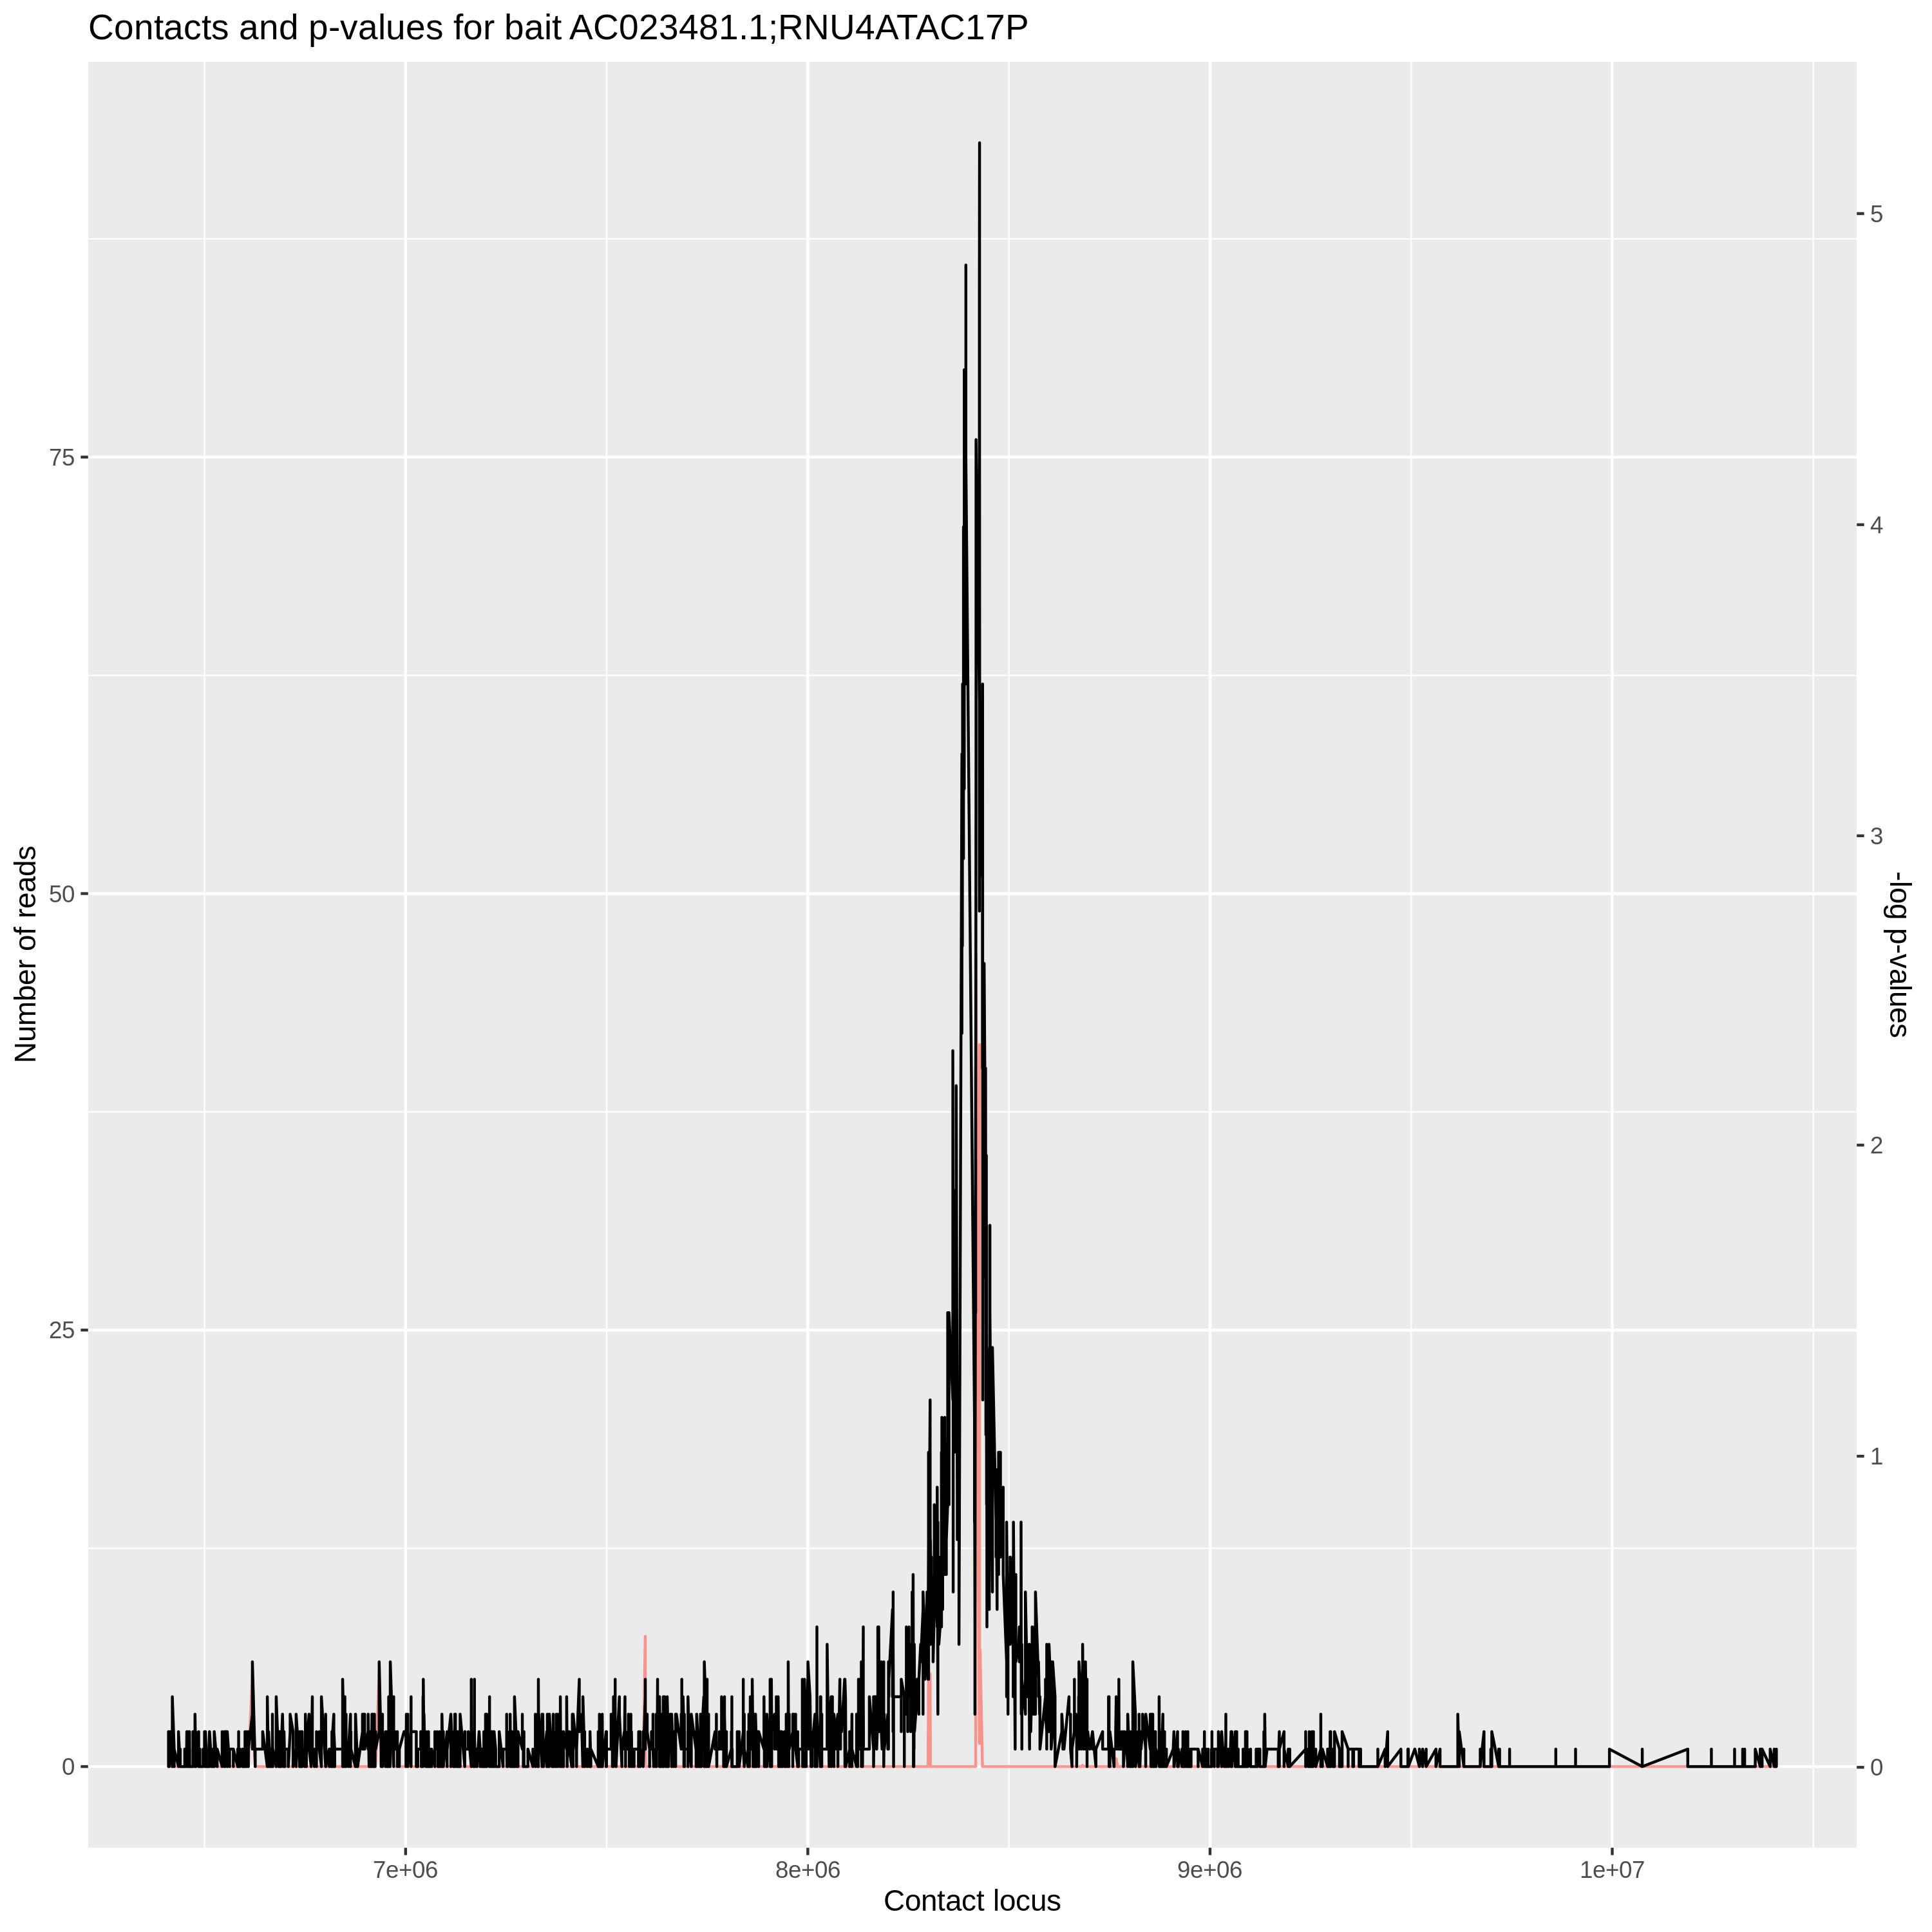 Contacts and p-values for bait AC023481.1;RNU4ATAC17P
5
75
4
3
50
Number of reads
-log p-values
2
25
1
0
0
7e+06
8e+06
9e+06
1e+07
Contact locus